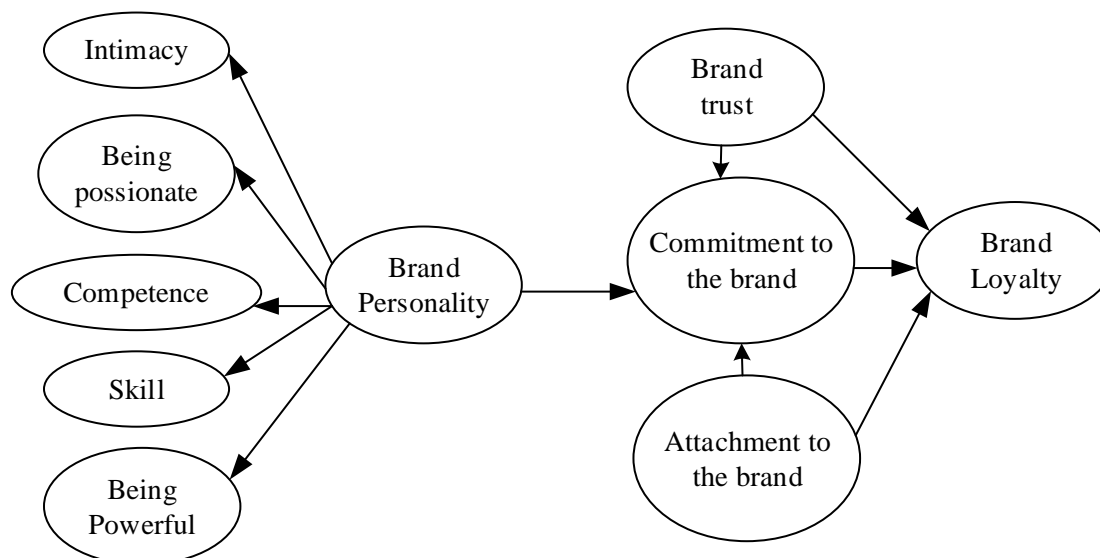 Intimacy
Being
possionate
Competence
Skill
Being
Powerful
Brand
Personality
Brand
trust
Commitment to
the brand
Attachment to
the brand
Brand
Loyalty